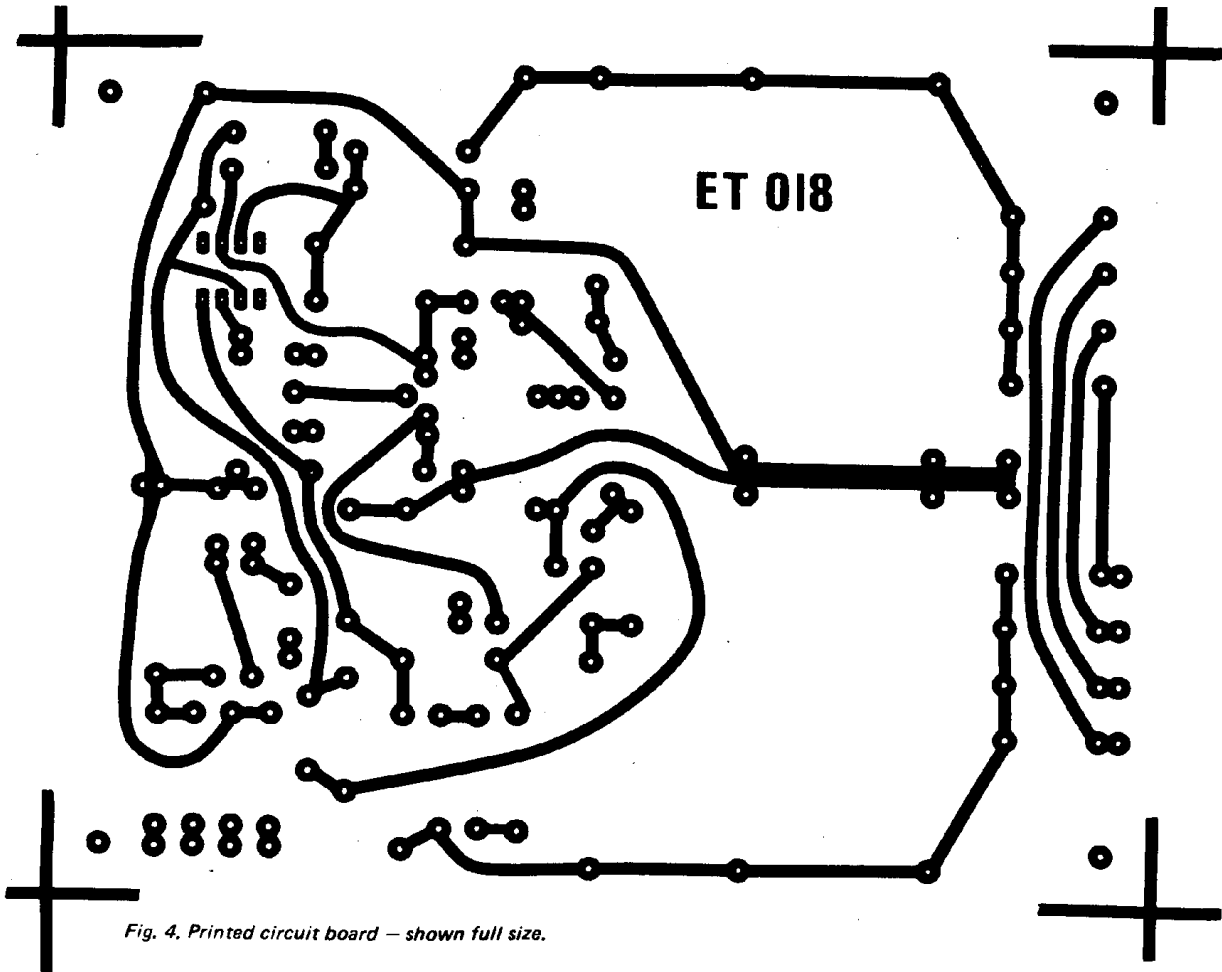 ET 018
Fig. 4. Printed circuit board — shown full size.